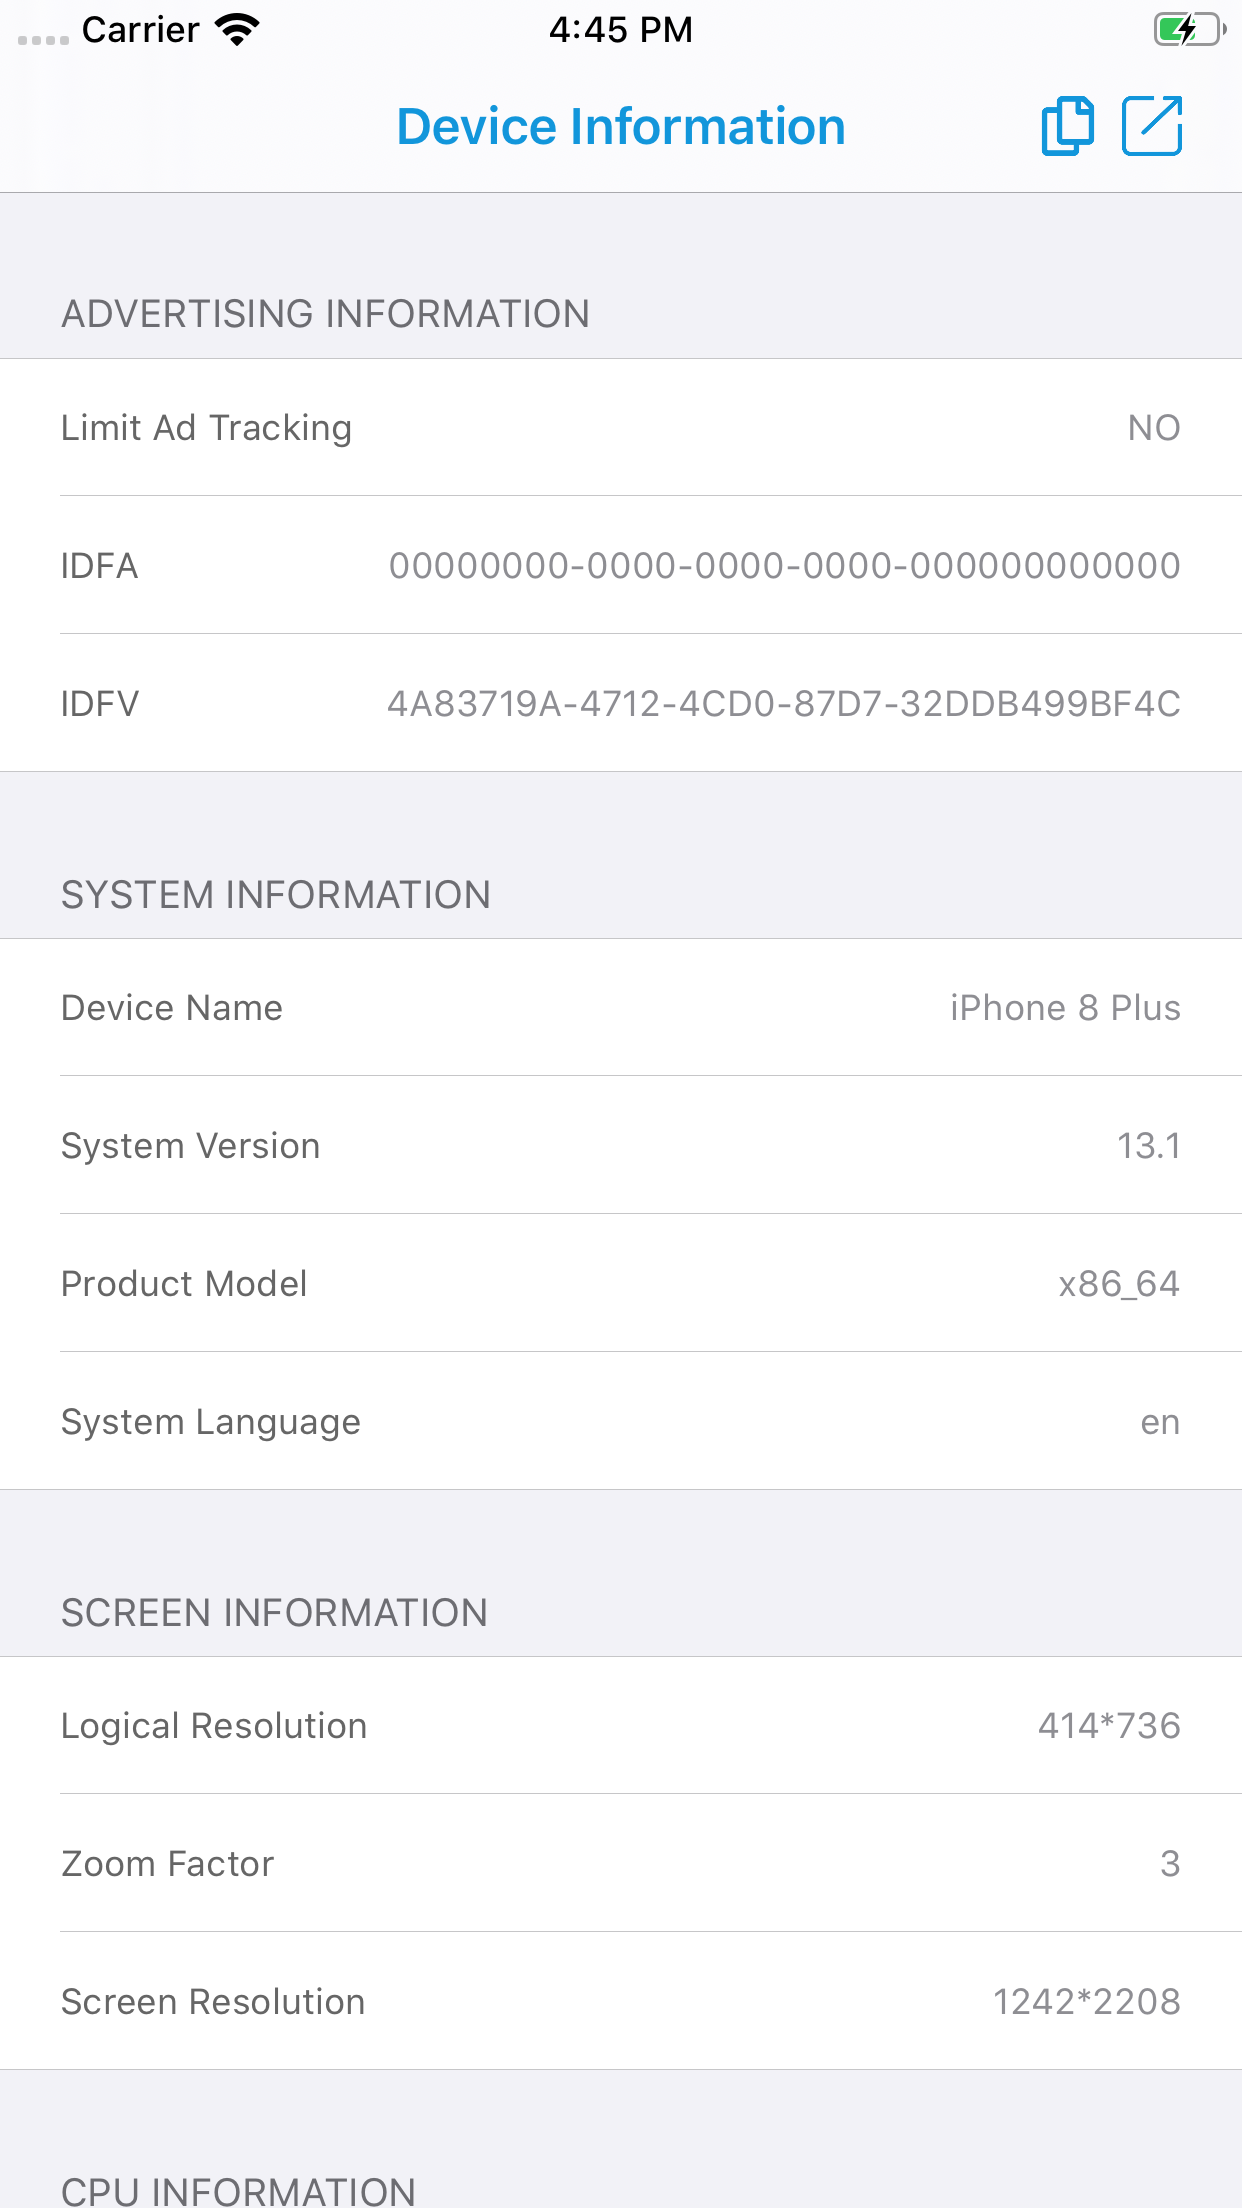 Carrier 4:45 PM
Device Information
ADVERTISING INFORMATION
Limit Ad Tracking NO
IDFA 00000000-0000-0000-0000-000000000000
IDFV 4A83719A-4712-4CD0-87D7-32DDB499BF4C
SYSTEM INFORMATION
Device Name iPhone 8 Plus
System Version 13.1
Product Model x86_64
System Language en
SCREEN INFORMATION
Logical Resolution 414*736
Zoom Factor 3
Screen Resolution 1242*2208
CPU INFORMATION